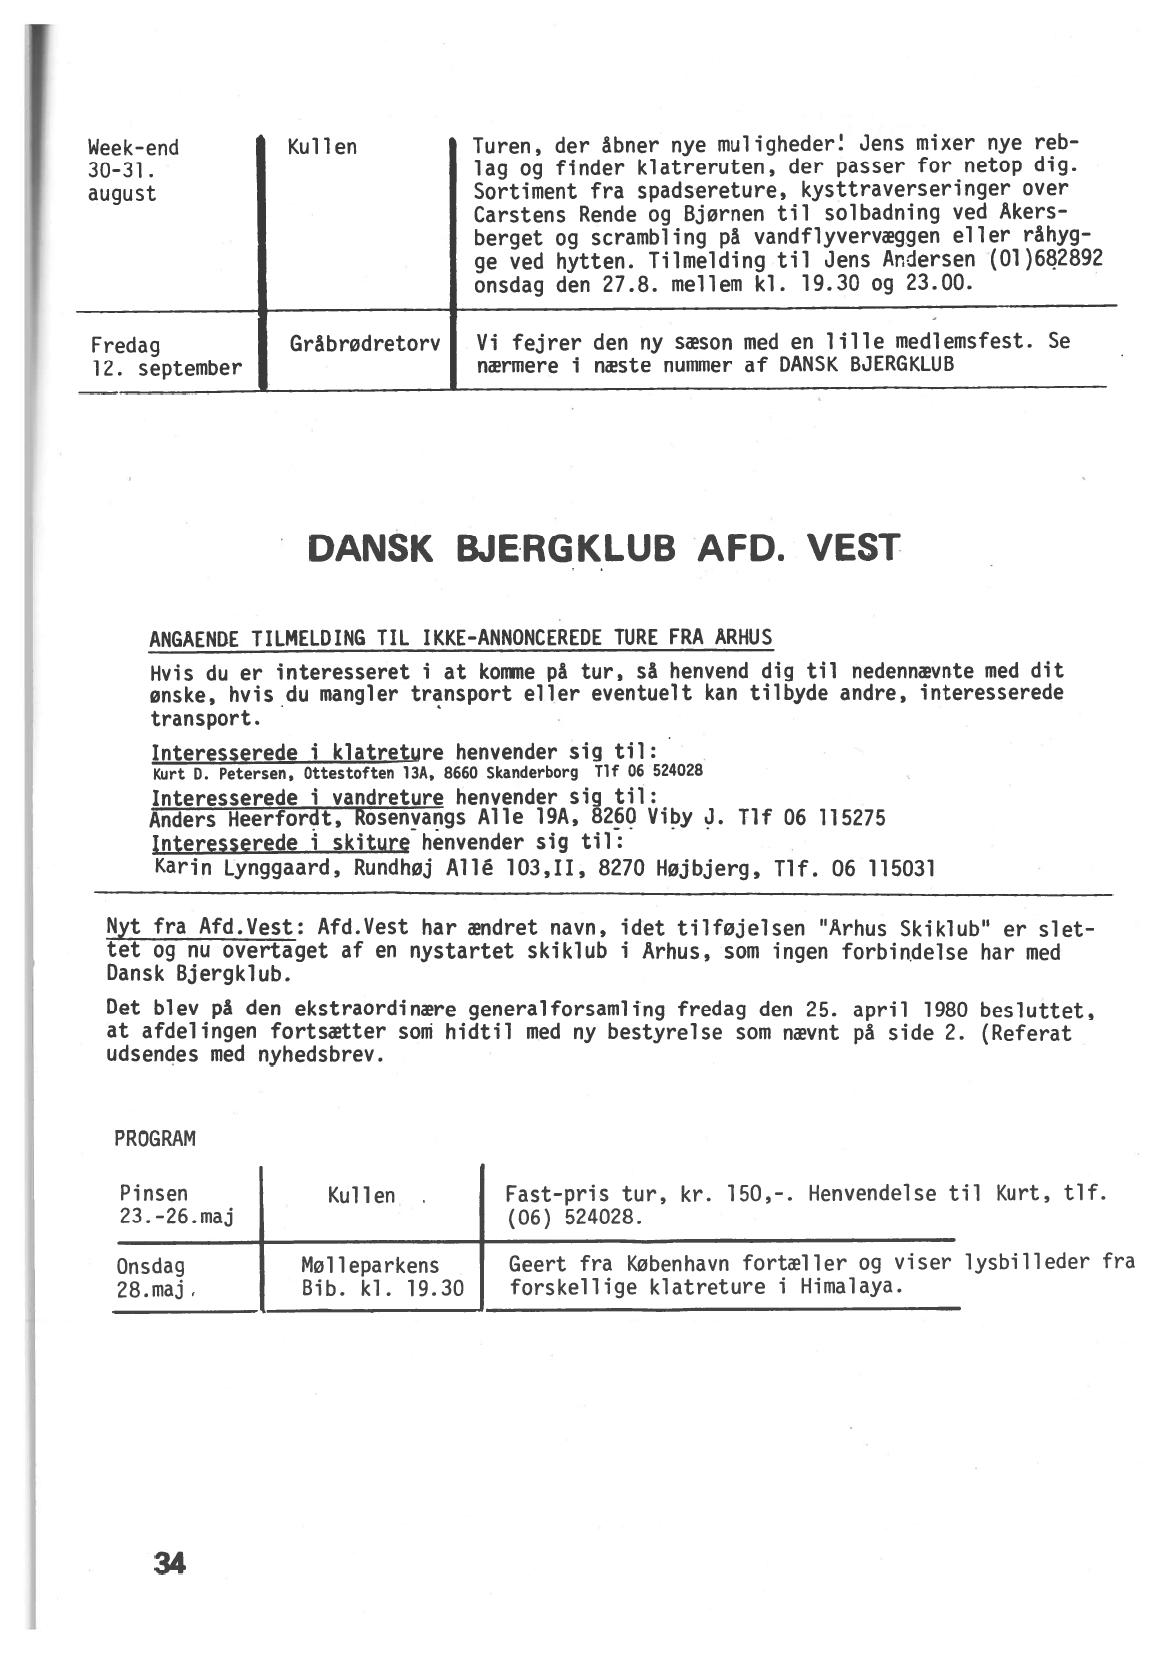 Week-end
30-31.
august
Kullen
Turen, der åbner nye muligheder! Jens mixer nye reb-
lag og finder klatreruten, der passer for netop dig.
Sortiment fra spadsereture, kysttraverseringer over
Carstens Rende og Bjørnen til solbadning ved Åkers-
berget og scrambling på vandflyvervæggen eller råhyg-
ge ved hytten. Tilmelding til Jens Andersen (01)682892
onsdag den 27.8. mellem kl. 19.30 og 23.00.
Fredag
12. september
Gråbrødretorv
Vi fejrer den ny sæson med en lille medlemsfest. Se
nærmere i næste nummer af DANSK BJERGKLUB
DANSK BJERGKLUB AFD. VEST
ANGÅENDE TILMELDING TIL IKKE-ANNONCEREDE TURE FRA ÅRHUS
Hvis du er interesseret i at komme på tur, så henvend dig til nedennævnte med dit
ønske, hvis du mangler transport eller eventuelt kan tilbyde andre, interesserede
transport.
Interesserede i klatreture henvender sig til:
Kurt D. Petersen, Ottestoften 13A, 8660 Skanderborg Tlf 06 524028
Interesserede i vandreture henvender sig til:
Anders Heerfordt, Rosenvangs Alle 19A, 8260 Viby J. Tlf 06 115275
Interesserede i skiture henvender sig til:
Karin Lynggaard, Rundhøj Allé 103,II, 8270 Højbjerg, Tlf. 06 115031
Nyt fra Afd.Vest: Afd.Vest har ændret navn, idet tilføjelsen "Århus Skiklub" er slet-
tet og nu overtaget af en nystartet skiklub i Århus, som ingen forbindelse har med
Dansk Bjergklub.
Det blev på den ekstraordinære generalforsamling fredag den 25. april 1980 besluttet,
at afdelingen fortsætter som hidtil med ny bestyrelse som nævnt på side 2. (Referat
udsendes med nyhedsbrev.
PROGRAM
Pinsen
23.-26.maj
Kullen
Fast-pris tur, kr. 150,-. Henvendelse til Kurt, tlf.
(06) 524028.
Onsdag
28.maj.
Mølleparkens
Bib. kl. 19.30
Geert fra København fortæller og viser lysbilleder fra
forskellige klatreture i Himalaya.
34